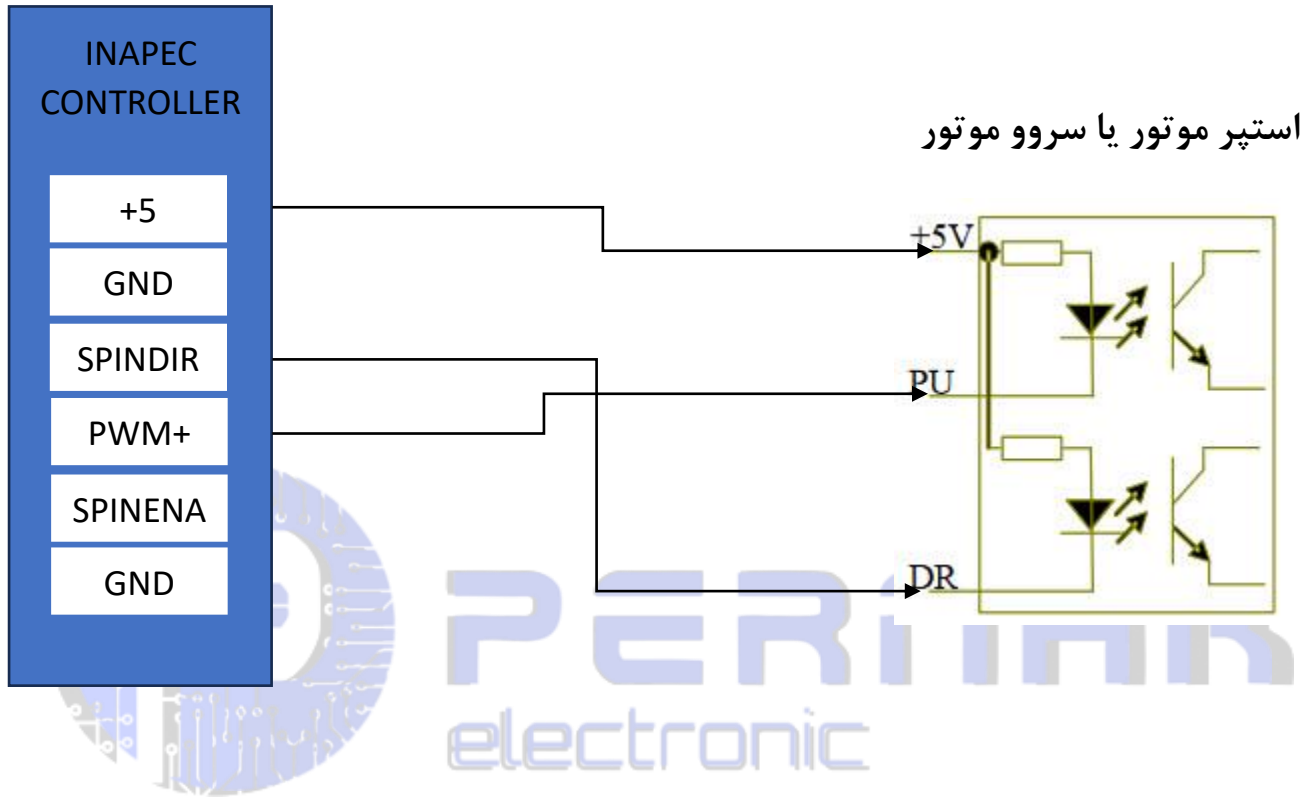 INAPEC
CONTROLLER
+5
GND
SPINDIR
PWM+
SPINENA
GND
استپر موتور یا سروو موتور
+5V
PU
DR
electronic